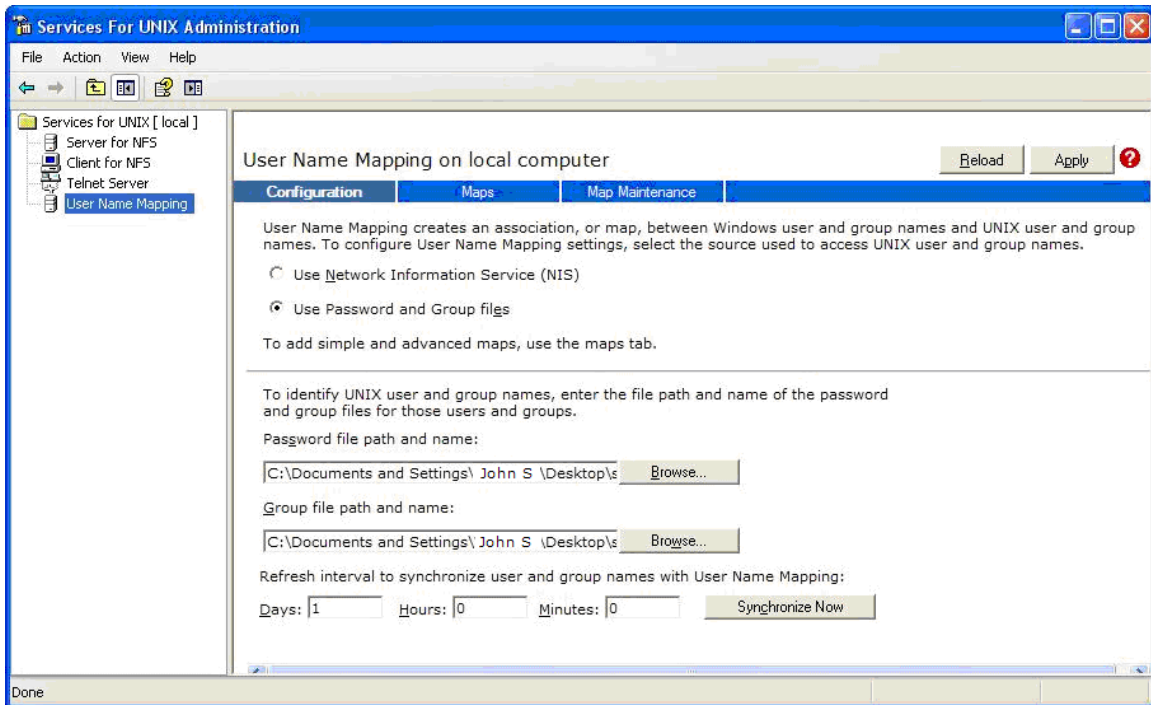 Services For UNIX Administration
File Action View Help
Services for UNIX [ local ]
Server for NFS
Client for NFS
Telnet Server
User Name Mapping
User Name Mapping on local computer
Reload Apply ?
Configuration Maps Map Maintenance
User Name Mapping creates an association, or map, between Windows user and group names and UNIX user and group
names. To configure User Name Mapping settings, select the source used to access UNIX user and group names.
Use Network Information Service (NIS)
Use Password and Group files
To add simple and advanced maps, use the maps tab.
To identify UNIX user and group names, enter the file path and name of the password
and group files for those users and groups.
Password file path and name:
C:\Documents and Settings\ John S \Desktop\s Browse...
Group file path and name:
C:\Documents and Settings\ John S \Desktop\s Browse...
Refresh interval to synchronize user and group names with User Name Mapping:
Days: 1 Hours: 0 Minutes: 0 Synchronize Now
Done